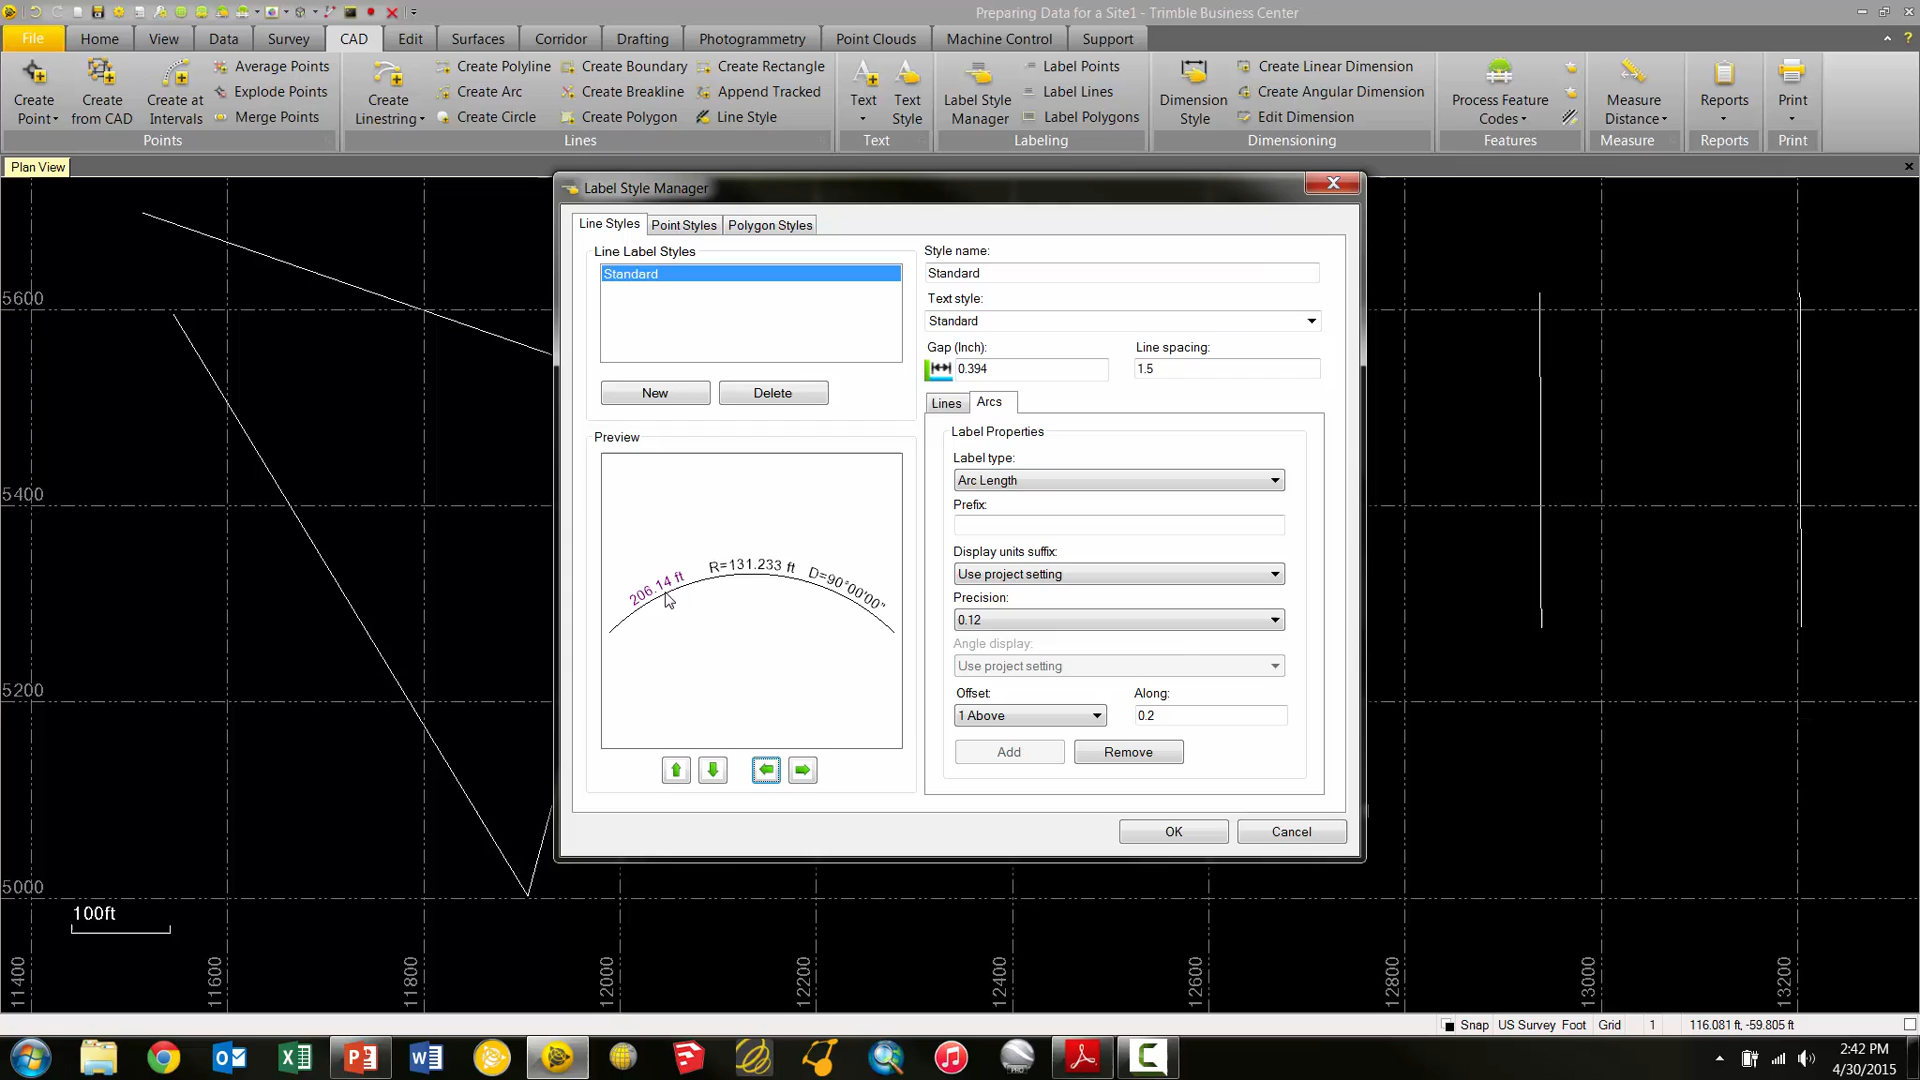 Preparing Data for a Site1 - Trimble Business Center
File Home View Data Survey CAD Edit Surfaces Corridor Drafting Photogrammetry Point Clouds Machine Control Support
Create Point
Create from CAD
Create at Intervals
Average Points
Explode Points
Merge Points
Points
Create Linestring
Create Polyline
Create Arc
Create Circle
Create Boundary
Create Breakline
Create Polygon
Create Rectangle
Append Tracked
Line Style
Lines
Text
Text Style
Text
Label Style Manager
Label Points
Label Lines
Label Polygons
Labeling
Dimension Style
Create Linear Dimension
Create Angular Dimension
Edit Dimension
Dimensioning
Process Feature Codes
Features
Measure Distance
Measure
Reports
Reports
Print
Print
Plan View
Label Style Manager
Line Styles Point Styles Polygon Styles
Line Label Styles
Standard
New Delete
Preview
206.14 ft R=131.233 ft D=90°00'00"
Style name:
Standard
Text style:
Standard
Gap (Inch): Line spacing:
0.394 1.5
Lines Arcs
Label Properties
Label type:
Arc Length
Prefix:
Display units suffix:
Use project setting
Precision:
0.12
Angle display:
Use project setting
Offset: Along:
1 Above 0.2
Add Remove
OK Cancel
5600
5400
5200
5000
100ft
11400 11600 11800 12000 12200 12400 12600 12800 13000 13200
Snap US Survey Foot Grid 1 116.081 ft, -59.805 ft
PRO
2:42 PM
4/30/2015